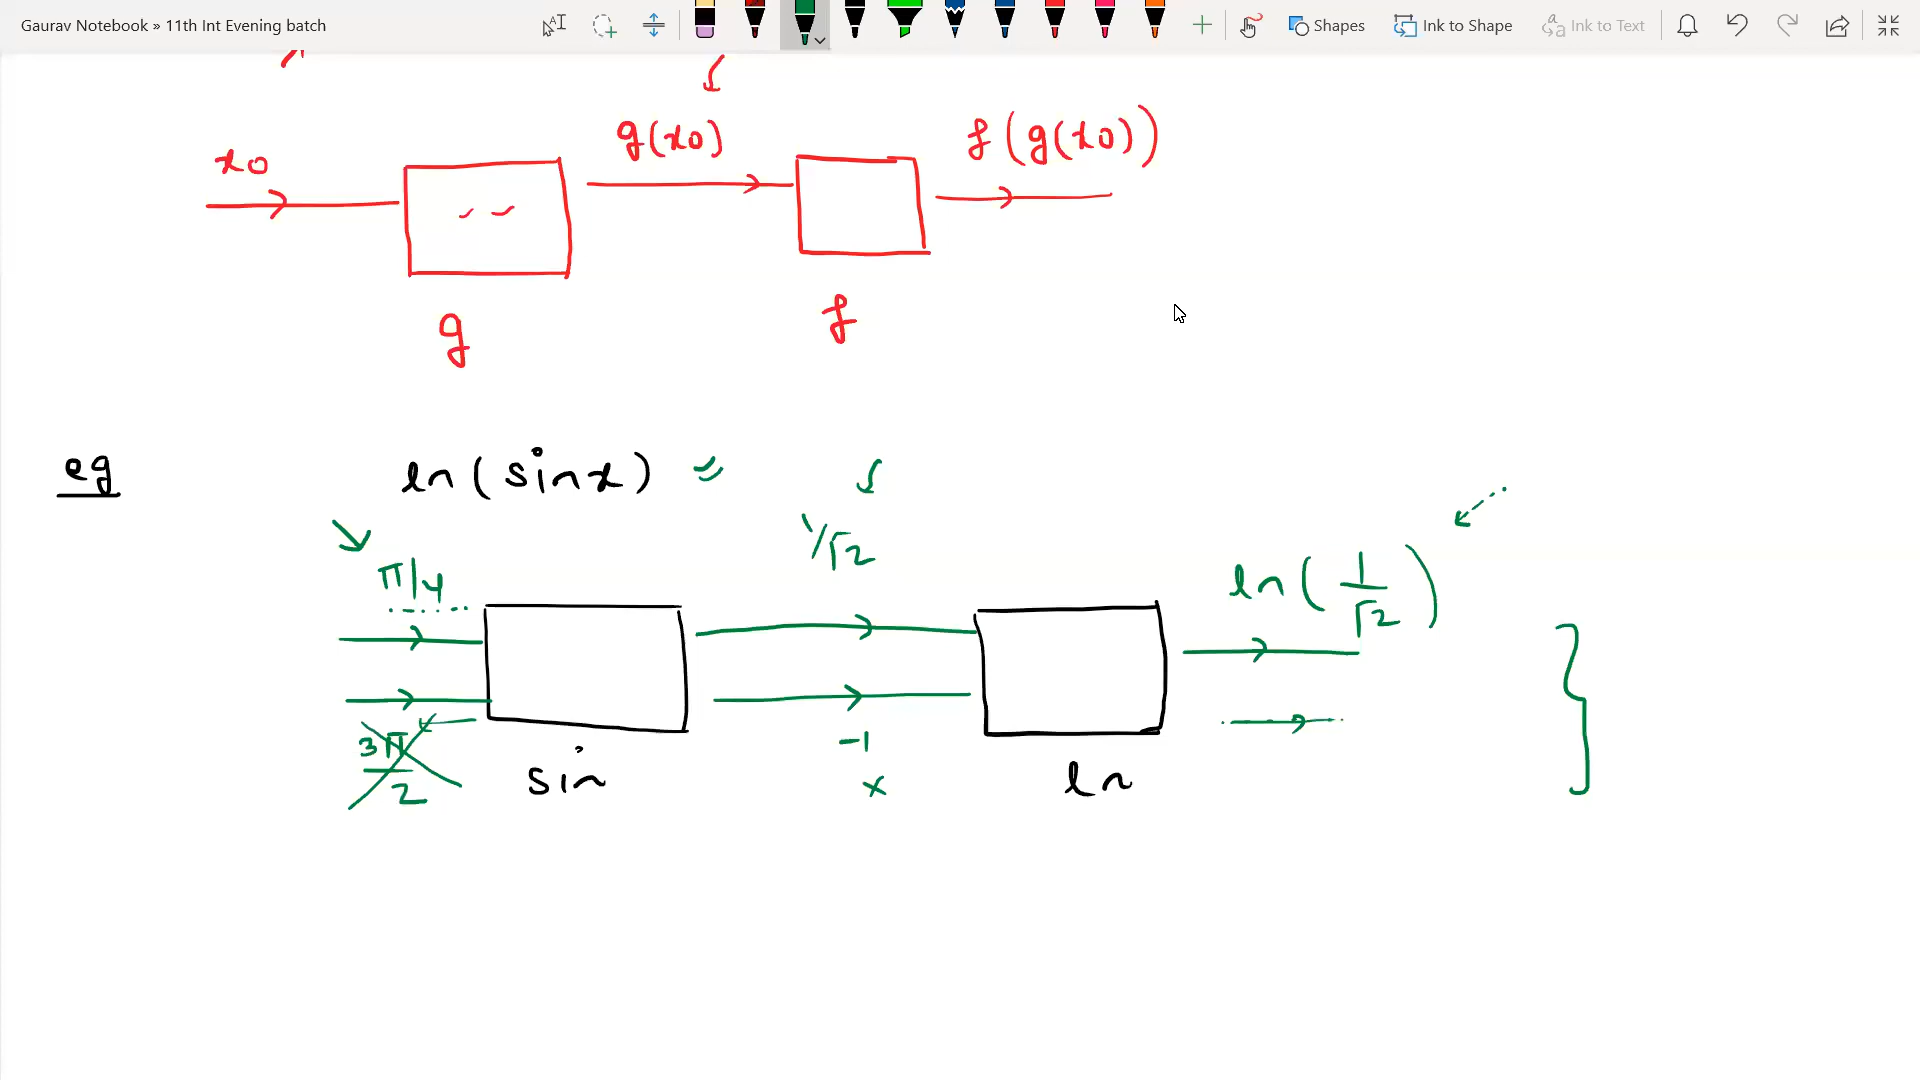 Gaurav Notebook » 11th Int Evening batch
Shapes
Ink to Shape
Ink to Text
x0
g(x0)
f(g(x0))
g
f
eg
ln(sinx)
π/4
1/√2
ln(1/√2)
3π/2
-1
x
sin
ln